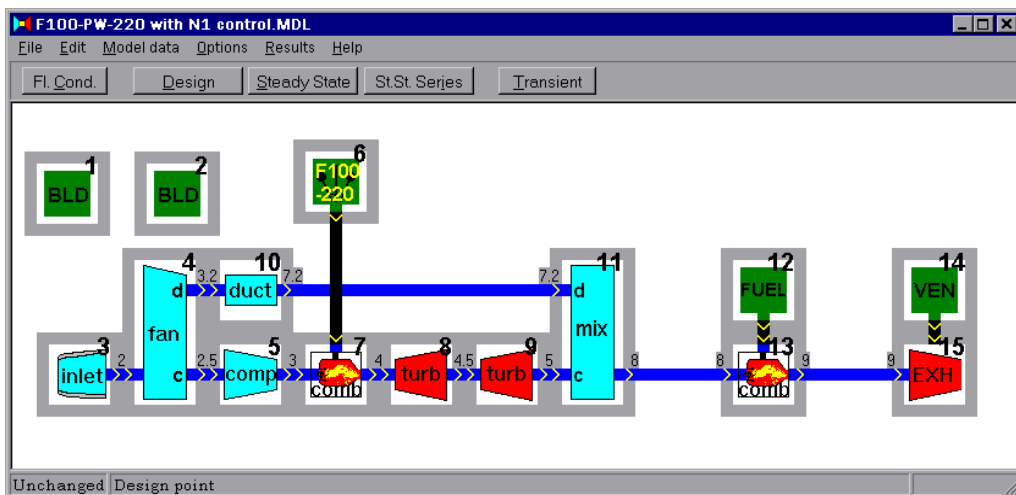 F100-PW-220 with N1 control.MDL
File Edit Model data Options Results Help
Fl. Cond. Design Steady State St.St. Series Transient
1 2 6
BLD BLD F100
-220
4 3.2 10 7.2 7.2 11 12 14
d duct d FUEL VEN
fan mix
3 2 2.5 5 3 7 4 8 4.5 9 5 8 8 13 9 9 15
inlet c comp comb turb turb c comb EXH
Unchanged Design point